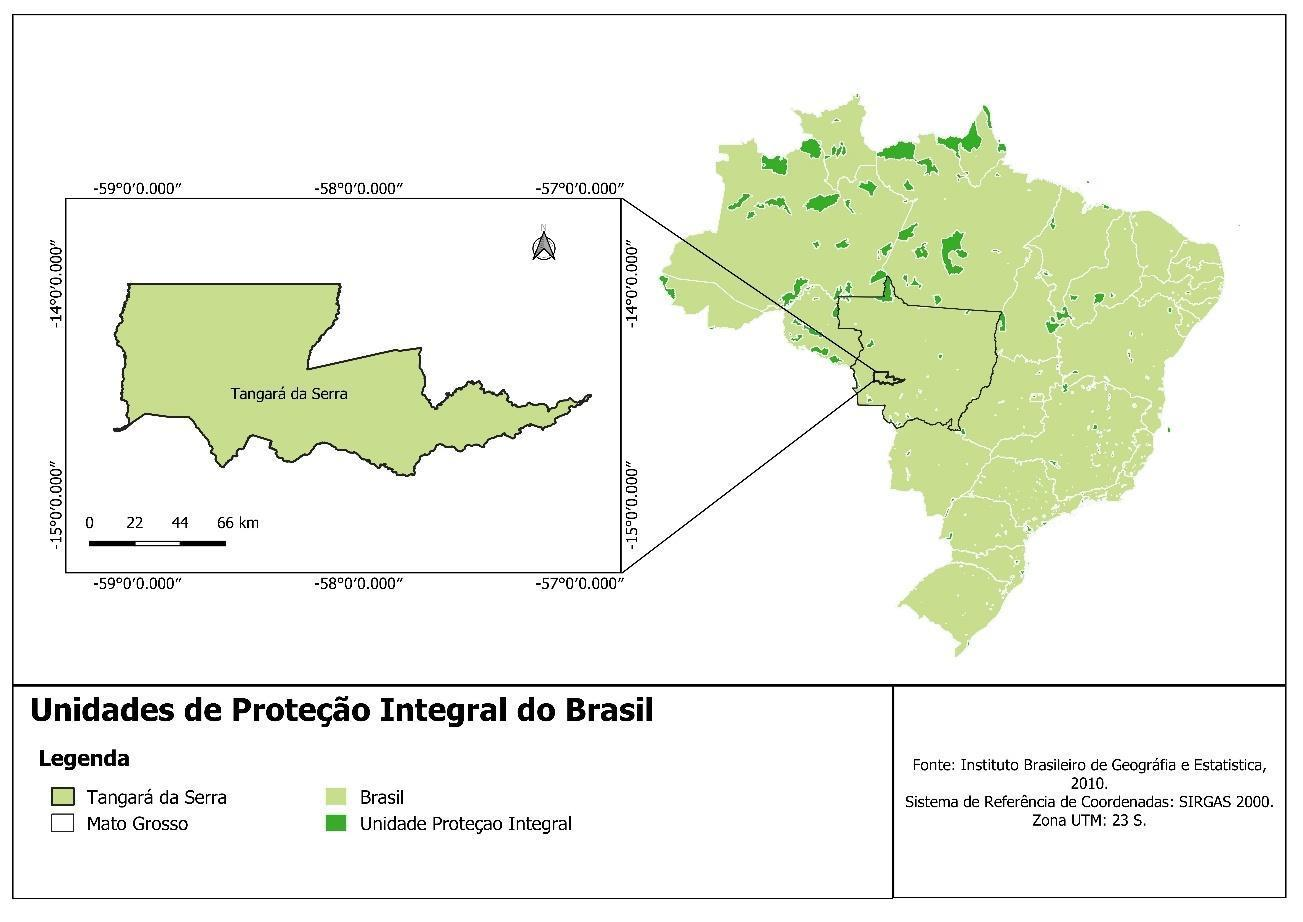 -59°0'0.000" -58°0'0.000" -57°0'0.000"
-14°0'0.000"
-14°0'0.000"
N
Tangará da Serra
0 22 44 66 km
-15°0'0.000"
-15°0'0.000"
-59°0'0.000" -58°0'0.000" -57°0'0.000"
Unidades de Proteção Integral do Brasil
Legenda
Tangará da Serra
Brasil
Mato Grosso
Unidade Proteçao Integral
Fonte: Instituto Brasileiro de Geográfia e Estatistica,
2010.
Sistema de Referência de Coordenadas: SIRGAS 2000.
Zona UTM: 23 S.